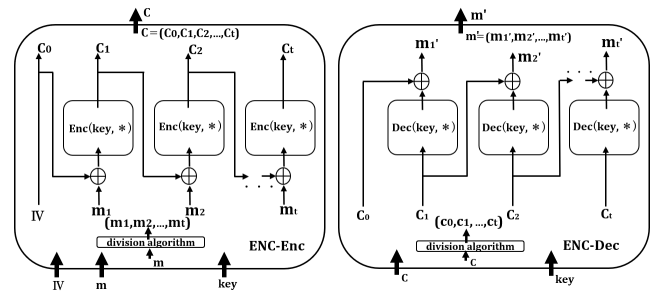 C
C=(C0,C1,C2,...,Ct)
C0 C1 C2 Ct
Enc(key, *) Enc(key, *) Enc(key, *)
. . .
IV m1 m2 mt
(m1,m2,...,mt)
division algorithm
m
ENC-Enc
IV m key
m'
m'=(m1',m2',...,mt')
m1' m2' mt'
. . .
Dec(key, *) Dec(key, *) Dec(key, *)
C0 C1 C2 Ct
(c0,c1,...,ct)
division algorithm
C
ENC-Dec
C key